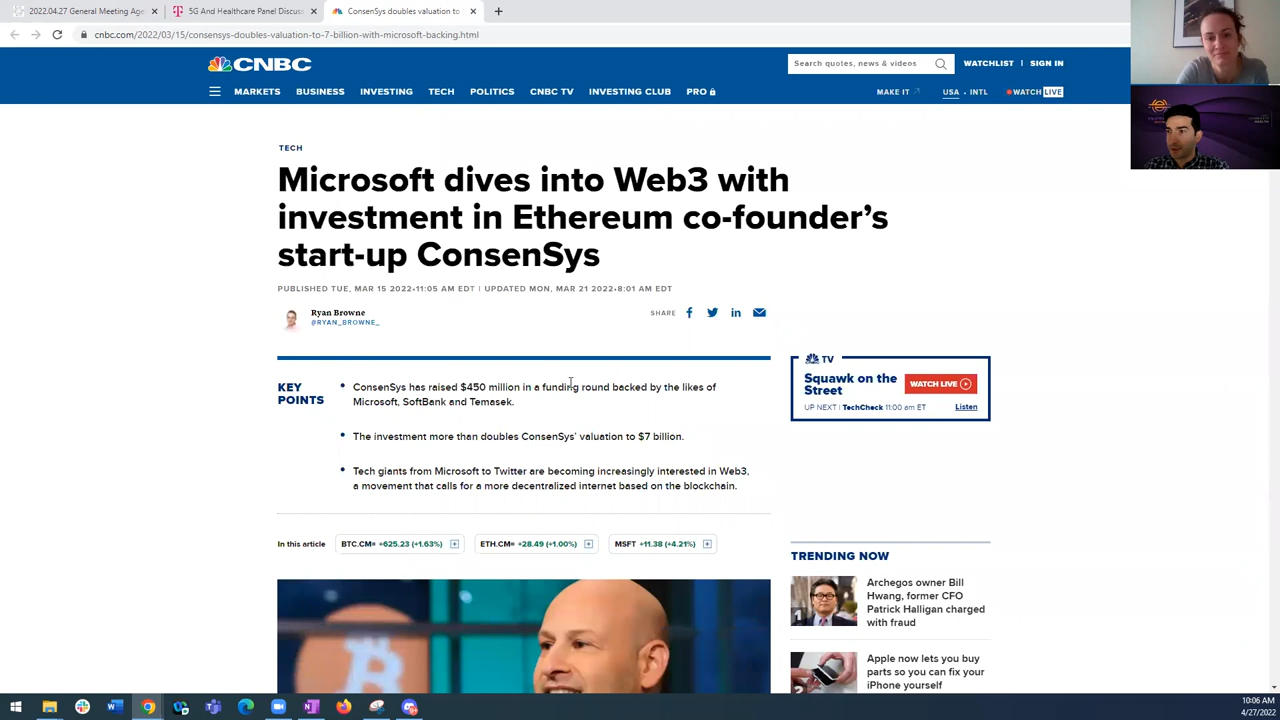 2022.04.27 General Meeting Age
5G And Healthcare Panel Discuss
ConsenSys doubles valuation to
cnbc.com/2022/03/15/consensys-doubles-valuation-to-7-billion-with-microsoft-backing.html
CNBC
Search quotes, news & videos
WATCHLIST | SIGN IN
MARKETS BUSINESS INVESTING TECH POLITICS CNBC TV INVESTING CLUB PRO
MAKE IT USA • INTL WATCH LIVE
TECH
Microsoft dives into Web3 with
investment in Ethereum co-founder's
start-up ConsenSys
PUBLISHED TUE, MAR 15 2022•11:05 AM EDT | UPDATED MON, MAR 21 2022•8:01 AM EDT
Ryan Browne
@RYAN_BROWNE_
SHARE
KEY
POINTS
• ConsenSys has raised $450 million in a funding round backed by the likes of
Microsoft, SoftBank and Temasek.
• The investment more than doubles ConsenSys' valuation to $7 billion.
• Tech giants from Microsoft to Twitter are becoming increasingly interested in Web3,
a movement that calls for a more decentralized internet based on the blockchain.
TV
Squawk on the
Street
WATCH LIVE
UP NEXT | TechCheck 11:00 am ET
Listen
In this article
BTC.CM= +625.23 (+1.63%)
ETH.CM= +28.49 (+1.00%)
MSFT +11.38 (+4.21%)
TRENDING NOW
1
Archegos owner Bill
Hwang, former CFO
Patrick Halligan charged
with fraud
2
Apple now lets you buy
parts so you can fix your
iPhone yourself
10:06 AM
4/27/2022